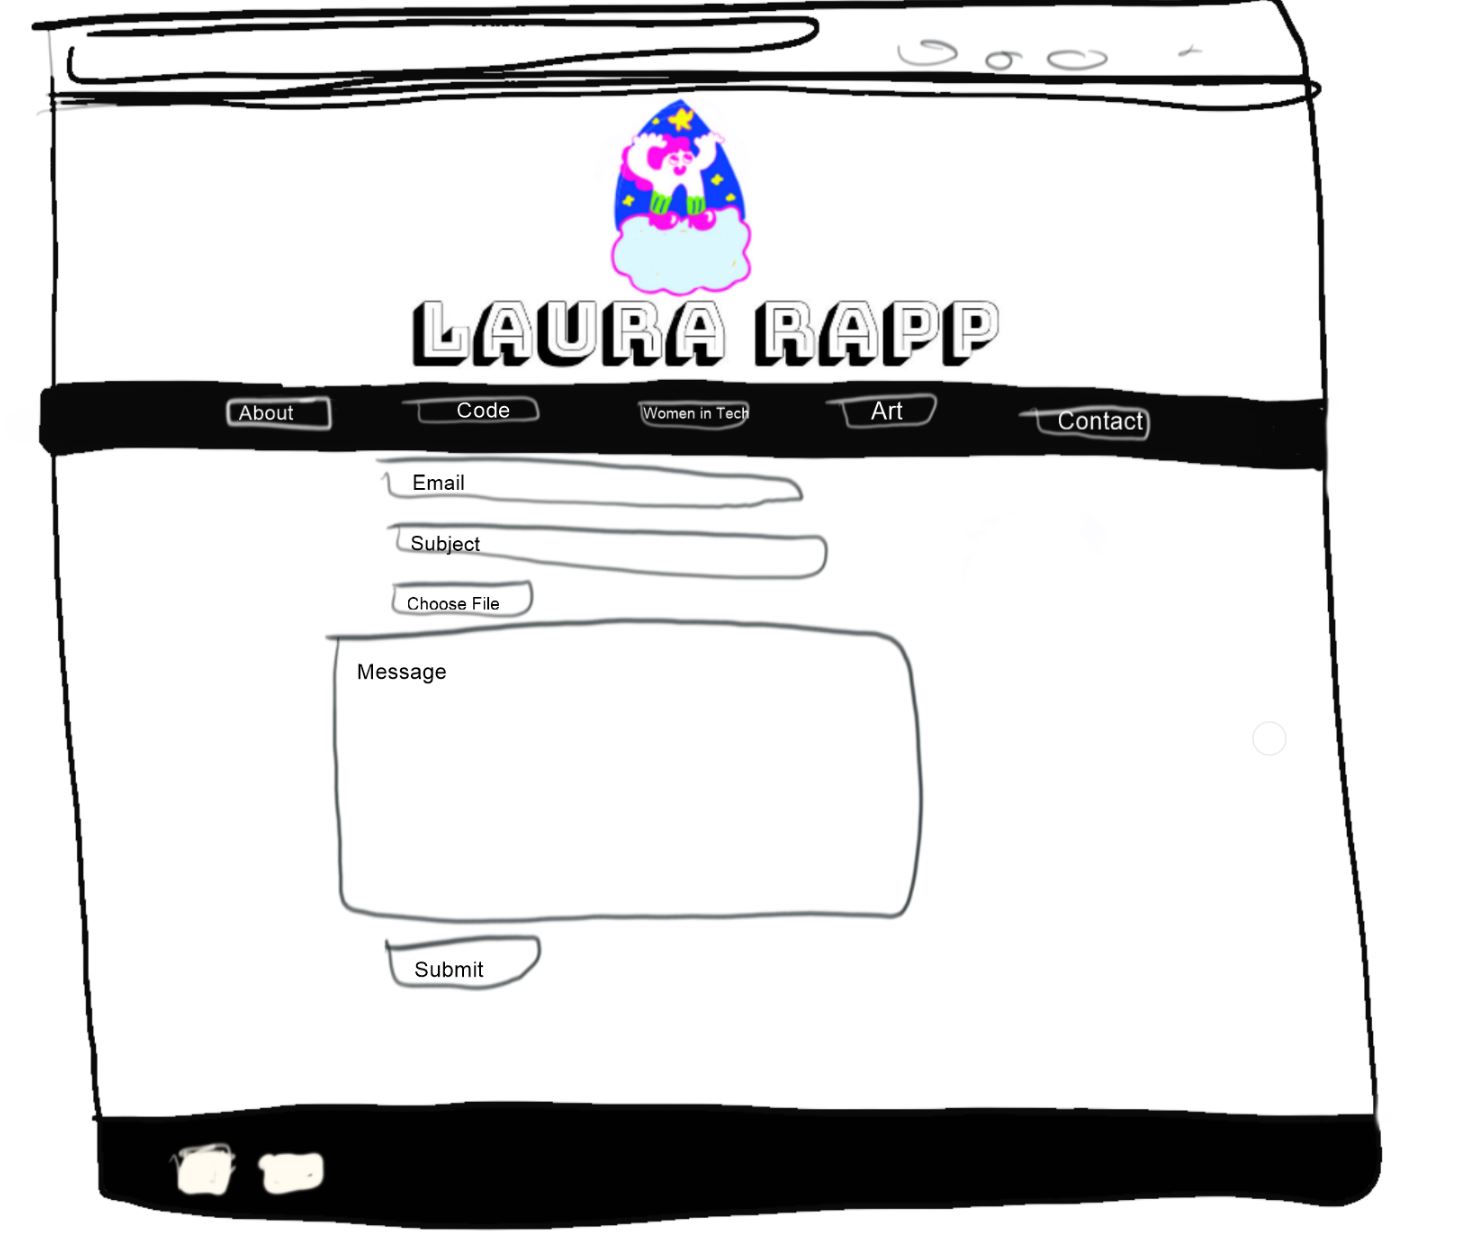 LAURA RAPP
About Code Women in Tech Art Contact
Email
Subject
Choose File
Message
Submit